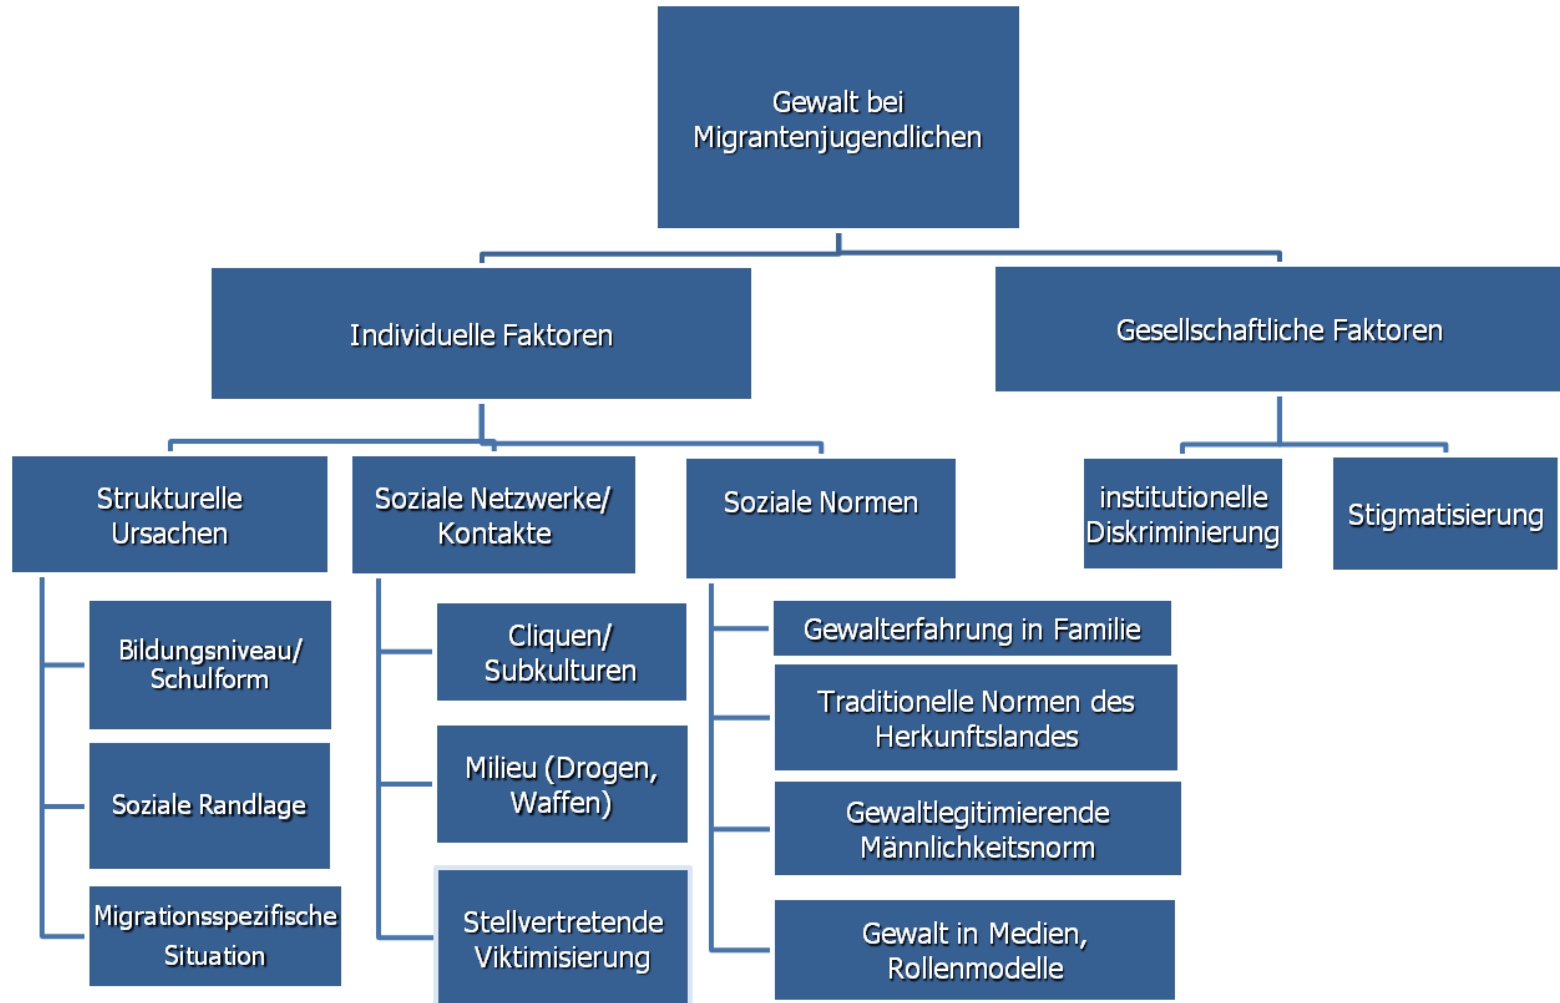 Gewalt bei
Migrantenjugendlichen
Individuelle Faktoren
Gesellschaftliche Faktoren
Strukturelle
Ursachen
Soziale Netzwerke/
Kontakte
Soziale Normen
institutionelle
Diskriminierung
Stigmatisierung
Bildungsniveau/
Schulform
Soziale Randlage
Migrationsspezifische
Situation
Cliquen/
Subkulturen
Milieu (Drogen,
Waffen)
Stellvertretende
Viktimisierung
Gewalterfahrung in Familie
Traditionelle Normen des
Herkunftslandes
Gewaltlegitimierende
Männlichkeitsnorm
Gewalt in Medien,
Rollenmodelle